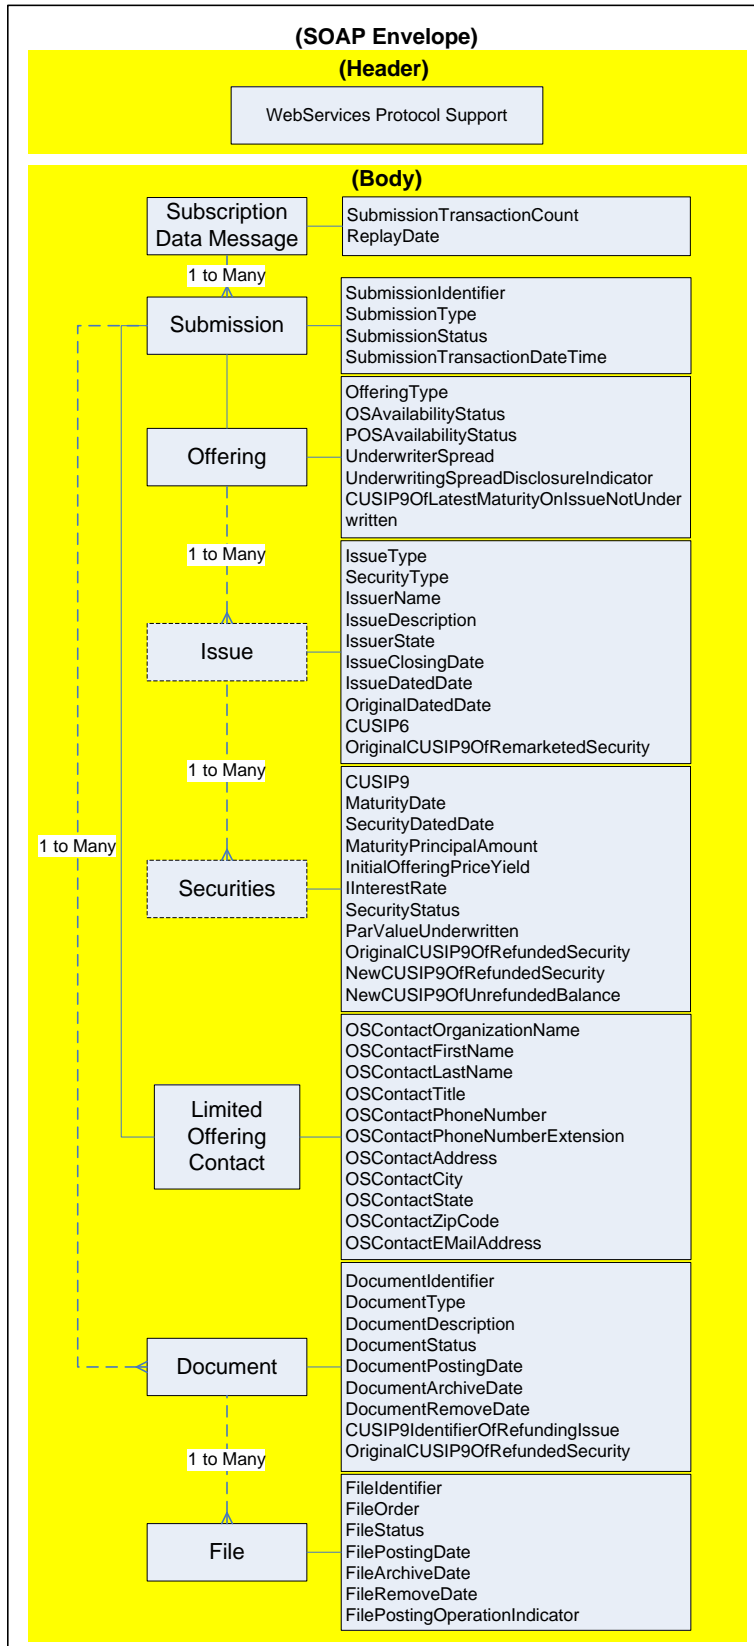 (SOAP Envelope)
(Header)
WebServices Protocol Support
(Body)
Subscription
Data Message
SubmissionTransactionCount
ReplayDate
1 to Many
Submission
SubmissionIdentifier
SubmissionType
SubmissionStatus
SubmissionTransactionDateTime
Offering
OfferingType
OSAvailabilityStatus
POSAvailabilityStatus
UnderwriterSpread
UnderwritingSpreadDisclosureIndicator
CUSIP9OfLatestMaturityOnIssueNotUnder
written
1 to Many
Issue
IssueType
SecurityType
IssuerName
IssueDescription
IssuerState
IssueClosingDate
IssueDatedDate
OriginalDatedDate
CUSIP6
OriginalCUSIP9OfRemarketedSecurity
1 to Many
1 to Many
Securities
CUSIP9
MaturityDate
SecurityDatedDate
MaturityPrincipalAmount
InitialOfferingPriceYield
IInterestRate
SecurityStatus
ParValueUnderwritten
OriginalCUSIP9OfRefundedSecurity
NewCUSIP9OfRefundedSecurity
NewCUSIP9OfUnrefundedBalance
Limited
Offering
Contact
OSContactOrganizationName
OSContactFirstName
OSContactLastName
OSContactTitle
OSContactPhoneNumber
OSContactPhoneNumberExtension
OSContactAddress
OSContactCity
OSContactState
OSContactZipCode
OSContactEMailAddress
Document
DocumentIdentifier
DocumentType
DocumentDescription
DocumentStatus
DocumentPostingDate
DocumentArchiveDate
DocumentRemoveDate
CUSIP9IdentifierOfRefundingIssue
OriginalCUSIP9OfRefundedSecurity
1 to Many
File
FileIdentifier
FileOrder
FileStatus
FilePostingDate
FileArchiveDate
FileRemoveDate
FilePostingOperationIndicator